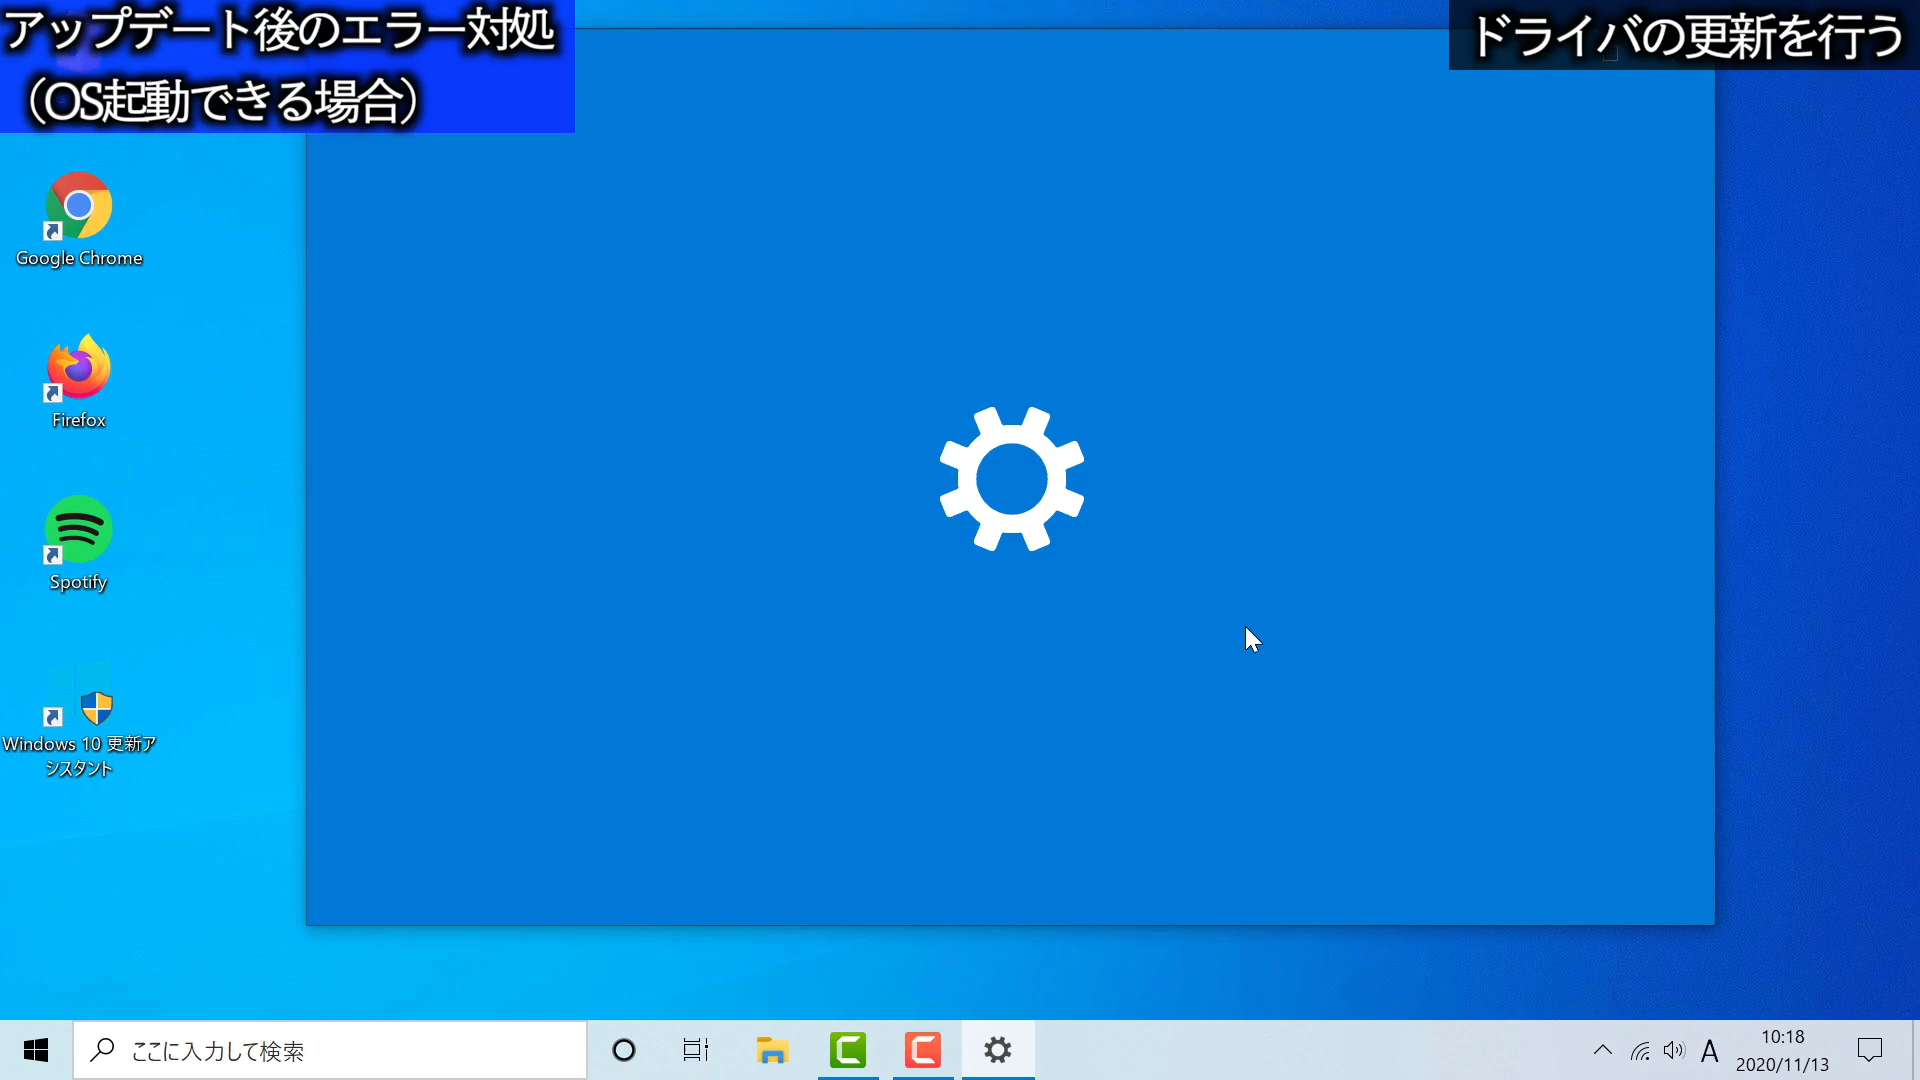 アップデート後のエラー対処
（OS起動できる場合）
ドライバの更新を行う
Google Chrome
Firefox
Spotify
Windows 10 更新ア
シスタント
ここに入力して検索
A
10:18
2020/11/13